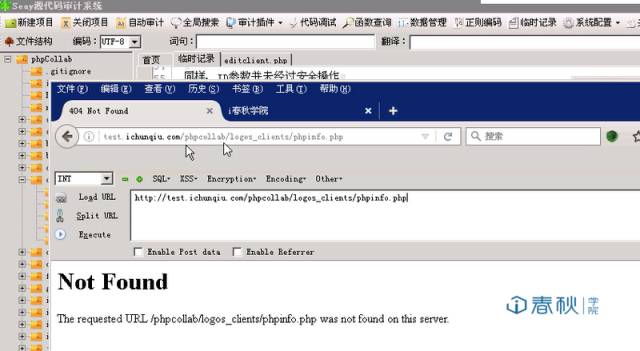 Seay源代码审计系统
新建项目 关闭项目 自动审计 全局搜索 审计插件 代码调试 函数查询 数据管理 正则编码 临时记录 系统配置
文件结构 编码: UTF-8 词句: 翻译:
phpCollab 首页 临时记录 editclient.php
.gitignore 同样，ID参数并未经过安全操作
文件(F) 编辑(E) 查看(V) 历史(S) 书签(B) 工具(T) 帮助(H)
404 Not Found × i春秋学院 ×
test.ichunqiu.com/phpcollab/logos_clients/phpinfo.php 搜索
INT SQL XSS Encryption Encoding Other
Load URL http://test.ichunqiu.com/phpcollab/logos_clients/phpinfo.php
Split URL
Execute
Enable Post data Enable Referrer
Not Found
The requested URL /phpcollab/logos_clients/phpinfo.php was not found on this server.
i春秋学院